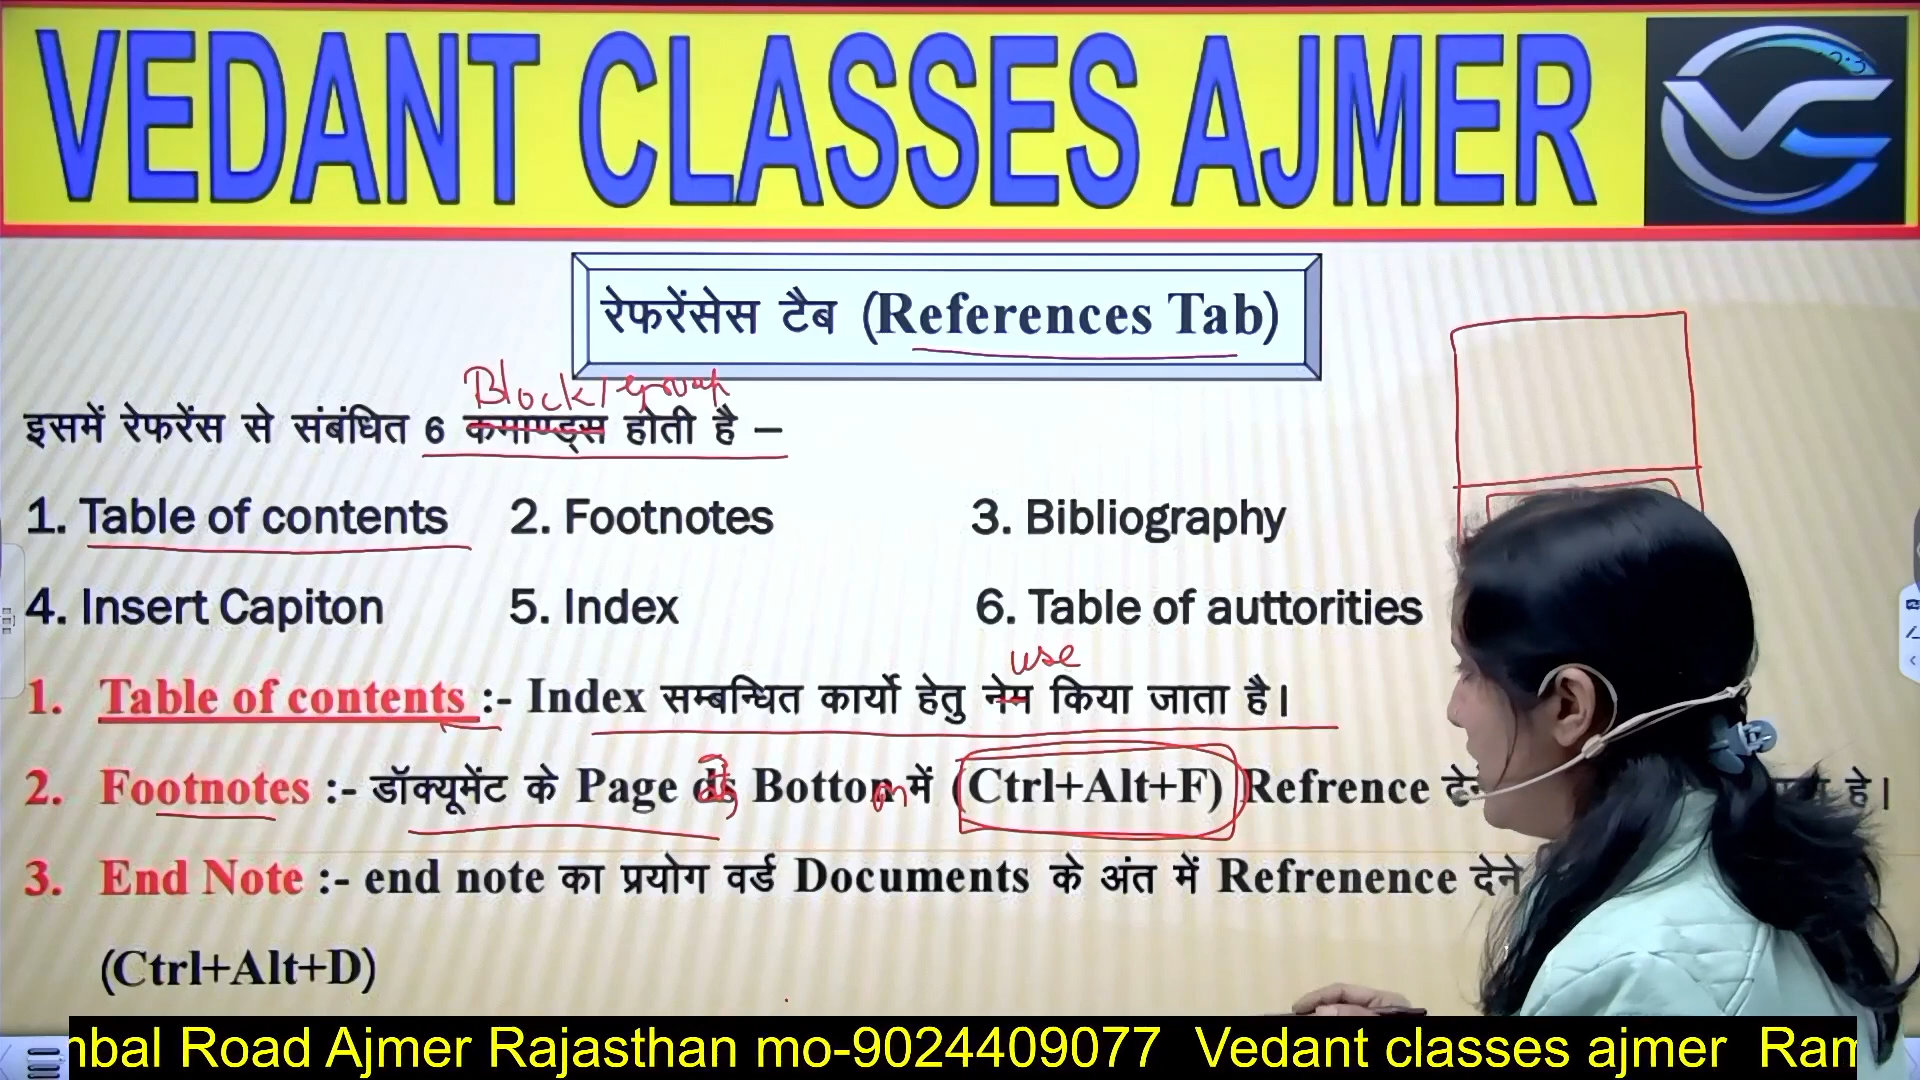 VEDANT CLASSES AJMER
रेफरेंसेस टैब (References Tab)
Block/group
इसमें रेफरेंस से संबंधित 6 कमाण्ड्स होती है –
1. Table of contents 2. Footnotes 3. Bibliography
4. Insert Capiton 5. Index 6. Table of auttorities
use
1. Table of contents :- Index सम्बन्धित कार्यो हेतु नेम किया जाता है।
2. Footnotes :- डॉक्यूमेंट के Page के Bottom में (Ctrl+Alt+F) Refrence हे।
3. End Note :- end note का प्रयोग वर्ड Documents के अंत में Refrenence देने
(Ctrl+Alt+D)
Road Ajmer Rajasthan mo-9024409077 Vedant classes ajmer Ram